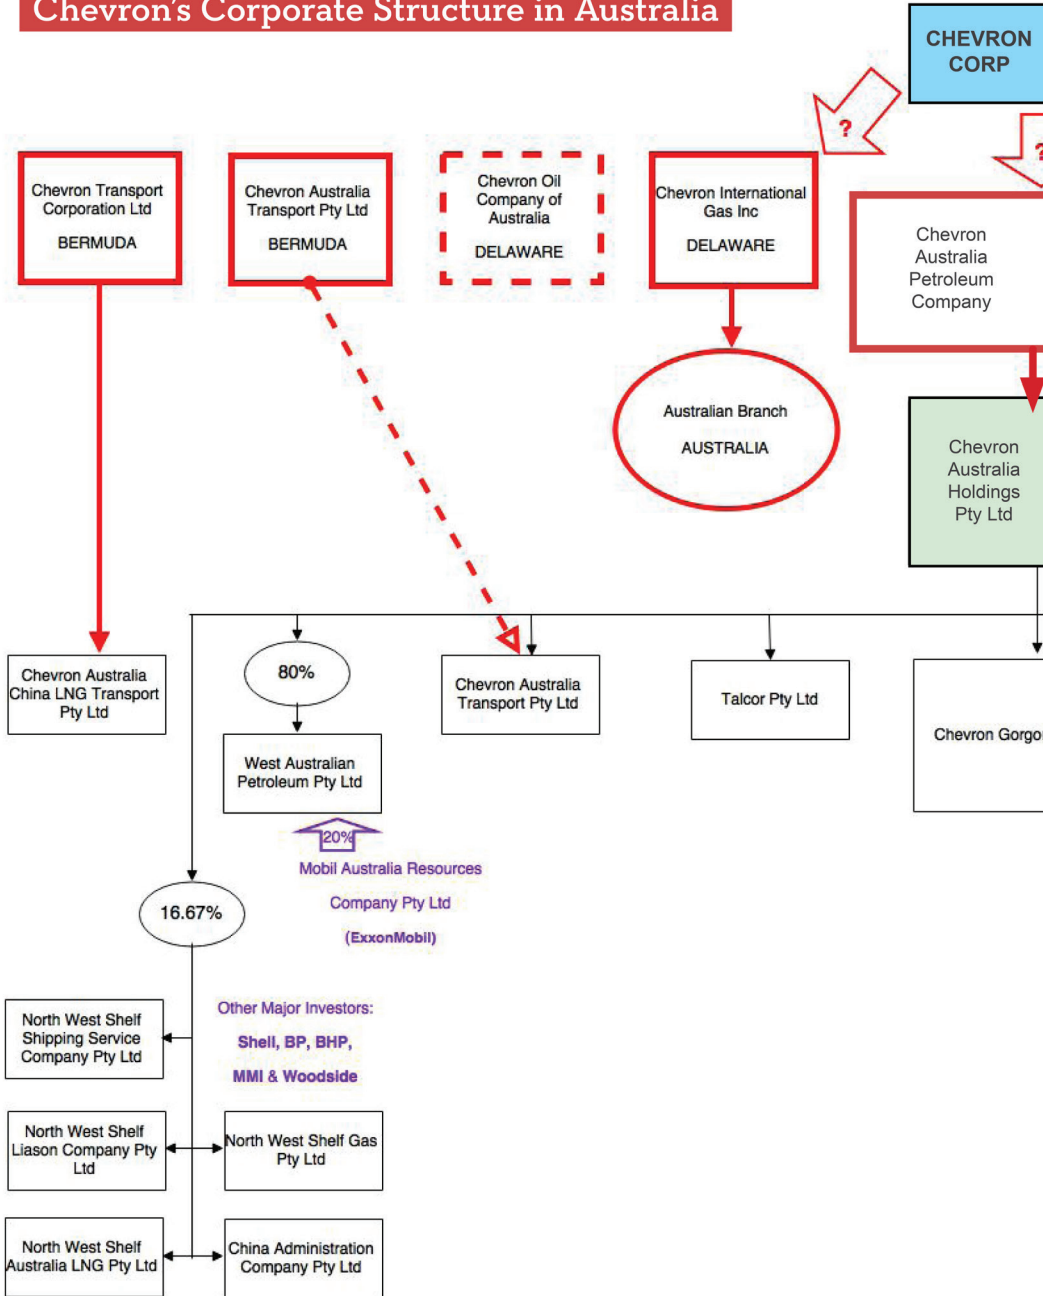 Chevron's Corporate Structure in Australia
CHEVRON
CORP
?
?
Chevron Transport
Corporation Ltd
BERMUDA
Chevron Australia
Transport Pty Ltd
BERMUDA
Chevron Oil
Company of
Australia
DELAWARE
Chevron International
Gas Inc
DELAWARE
Chevron
Australia
Petroleum
Company
Australian Branch
AUSTRALIA
Chevron
Australia
Holdings
Pty Ltd
Chevron Australia
China LNG Transport
Pty Ltd
80%
Chevron Australia
Transport Pty Ltd
Talcor Pty Ltd
Chevron Gorgo
West Australian
Petroleum Pty Ltd
20%
Mobil Australia Resources
Company Pty Ltd
(ExxonMobil)
16.67%
North West Shelf
Shipping Service
Company Pty Ltd
Other Major Investors:
Shell, BP, BHP,
MMI & Woodside
North West Shelf
Liason Company Pty
Ltd
North West Shelf Gas
Pty Ltd
North West Shelf
Australia LNG Pty Ltd
China Administration
Company Pty Ltd